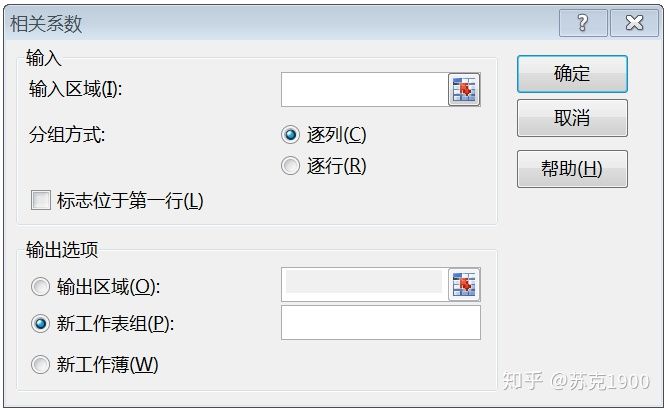 相关系数
输入
输入区域(I):
分组方式:
逐列(C)
逐行(R)
标志位于第一行(L)
确定
取消
帮助(H)
输出选项
输出区域(O):
新工作表组(P):
新工作薄(W)
知乎 @苏克1900